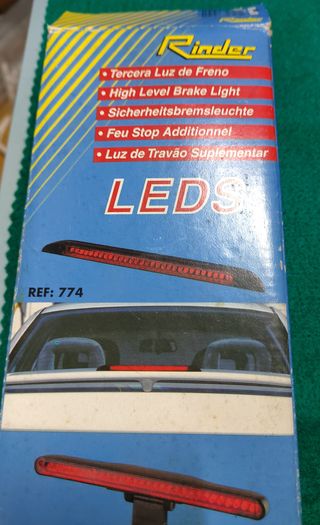 Rinder
• Tercera Luz de Freno
• High Level Brake Light
• Sicherheitsbremsleuchte
• Feu Stop Additionnel
• Luz de Travão Suplementar
LEDS
REF: 774